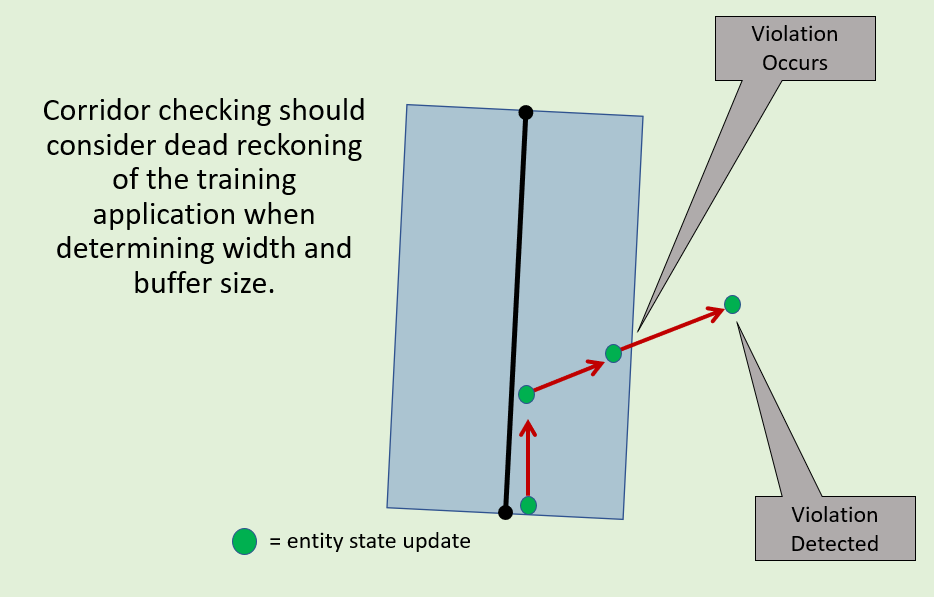 Violation
Occurs
Corridor checking should
consider dead reckoning
of the training
application when
determining width and
buffer size.
Violation
Detected
= entity state update